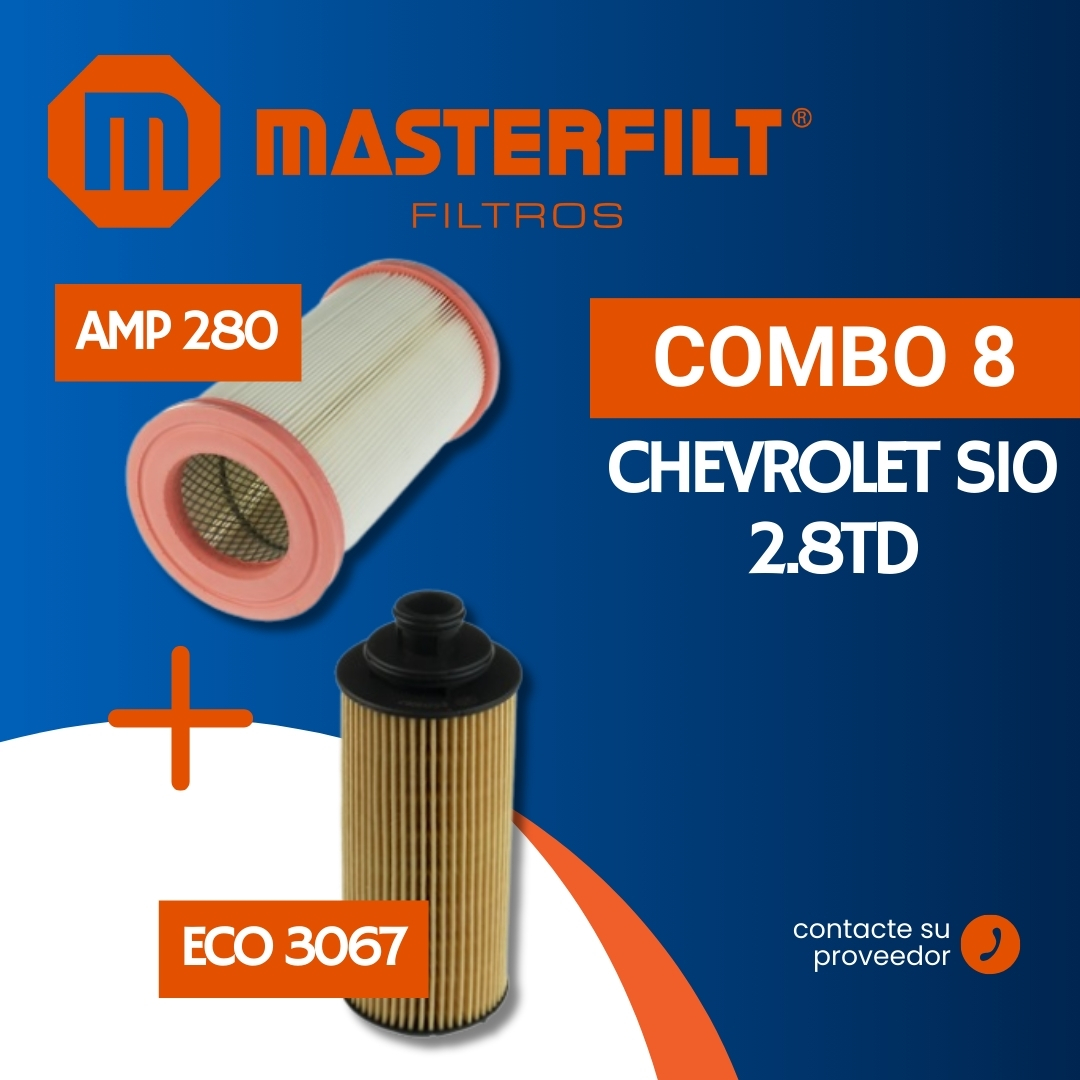 MASTERFILT®
FILTROS
AMP 280
COMBO 8
CHEVROLET S10
2.8TD
ECO 3067
contacte su
proveedor